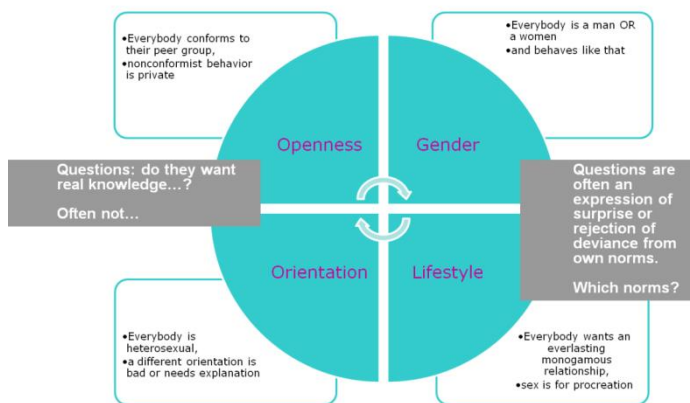 •Everybody conforms to
their peer group,
•nonconformist behavior
is private
•Everybody is a man OR
a women
•and behaves like that
Openness
Gender
Questions: do they want
real knowledge…?
Often not…
Questions are
often an
expression of
surprise or
rejection of
deviance from
own norms.
Which norms?
Orientation
Lifestyle
•Everybody is
heterosexual,
•a different orientation is
bad or needs explanation
•Everybody wants an
everlasting
monogamous
relationship,
•sex is for procreation